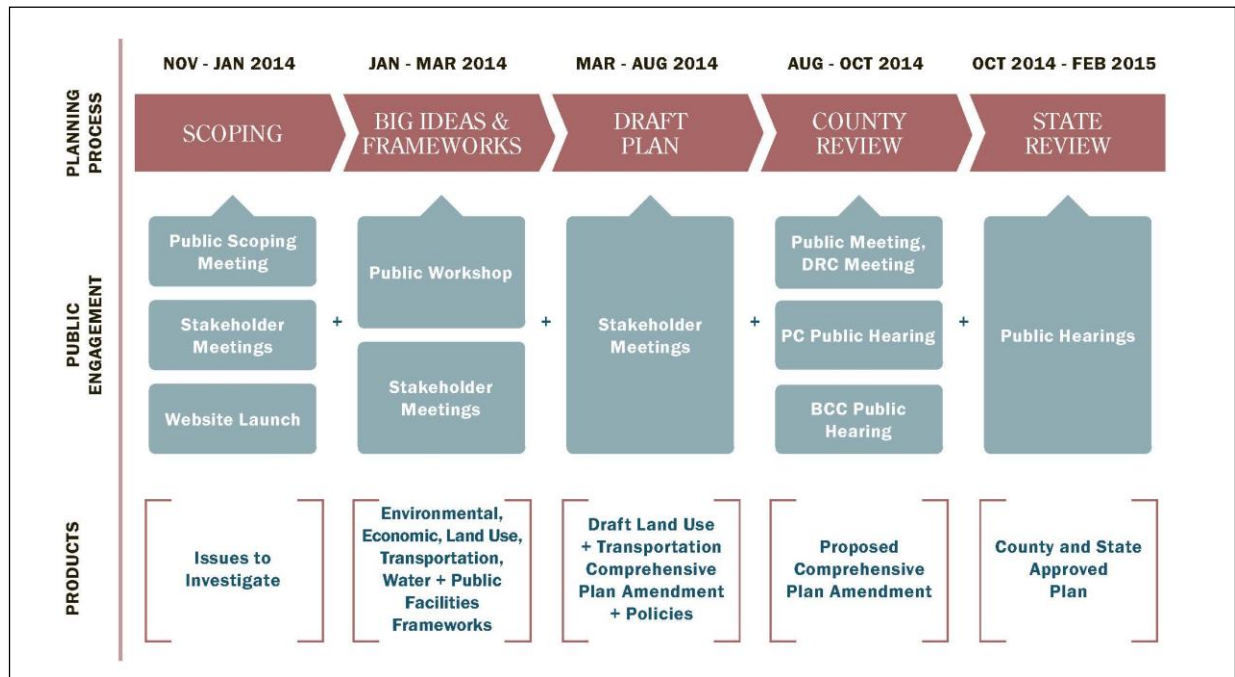 NOV - JAN 2014
JAN - MAR 2014
MAR - AUG 2014
AUG - OCT 2014
OCT 2014 - FEB 2015
PLANNING
PROCESS
SCOPING
BIG IDEAS &
FRAMEWORKS
DRAFT
PLAN
COUNTY
REVIEW
STATE
REVIEW
PUBLIC
ENGAGEMENT
Public Scoping
Meeting
Stakeholder
Meetings
Website Launch
+
Public Workshop
Stakeholder
Meetings
+
Stakeholder
Meetings
+
Public Meeting,
DRC Meeting
PC Public Hearing
BCC Public
Hearing
+
Public Hearings
PRODUCTS
Issues to
Investigate
Environmental,
Economic, Land Use,
Transportation,
Water + Public
Facilities
Frameworks
Draft Land Use
+ Transportation
Comprehensive
Plan Amendment
+ Policies
Proposed
Comprehensive
Plan Amendment
County and State
Approved
Plan